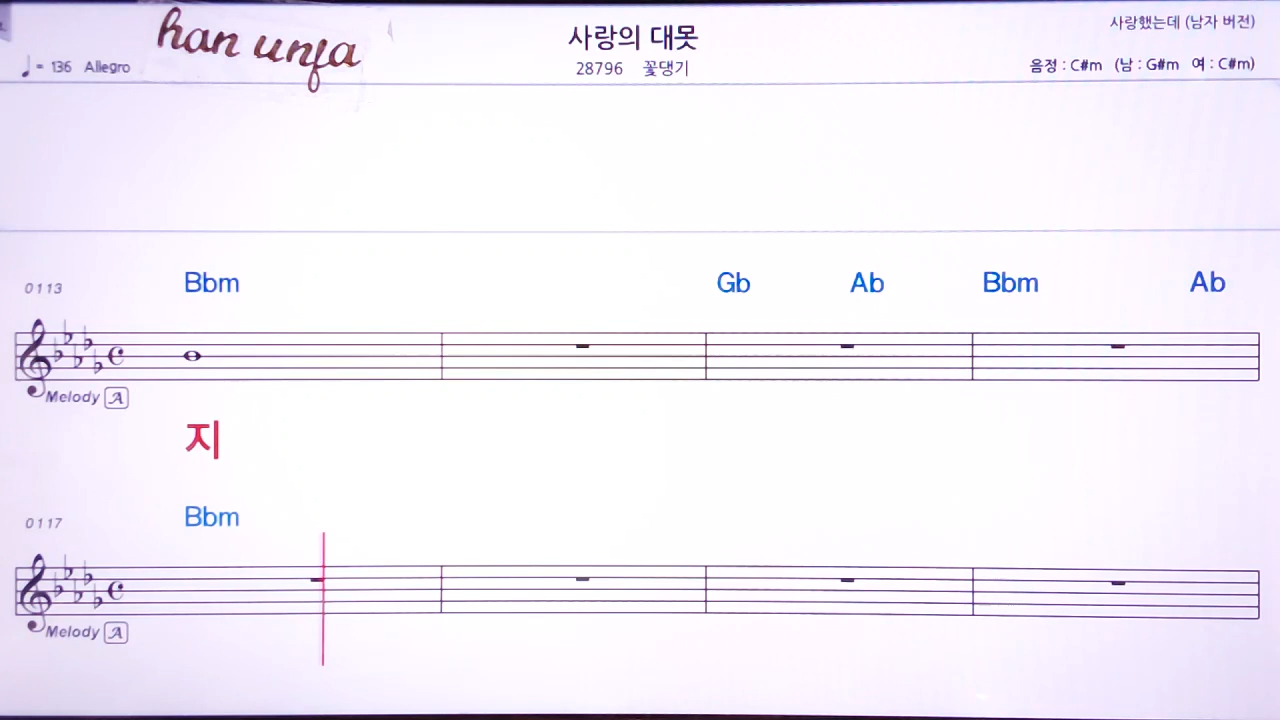 han unfa
사랑의 대못
사랑했는데 (남자 버전)
♩ = 136 Allegro
28796 꽃댕기
음정 : C#m (남 : G#m 여 : C#m)
0113 Bbm Gb Ab Bbm Ab
Melody A
지
0117 Bbm
Melody A